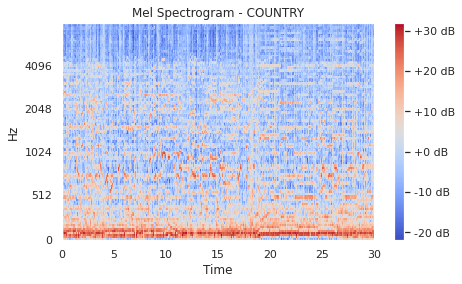 Mel Spectrogram - COUNTRY
+30 dB
+20 dB
+10 dB
+0 dB
-10 dB
-20 dB
Hz
4096
2048
1024
512
0
0 5 10 15 20 25 30
Time